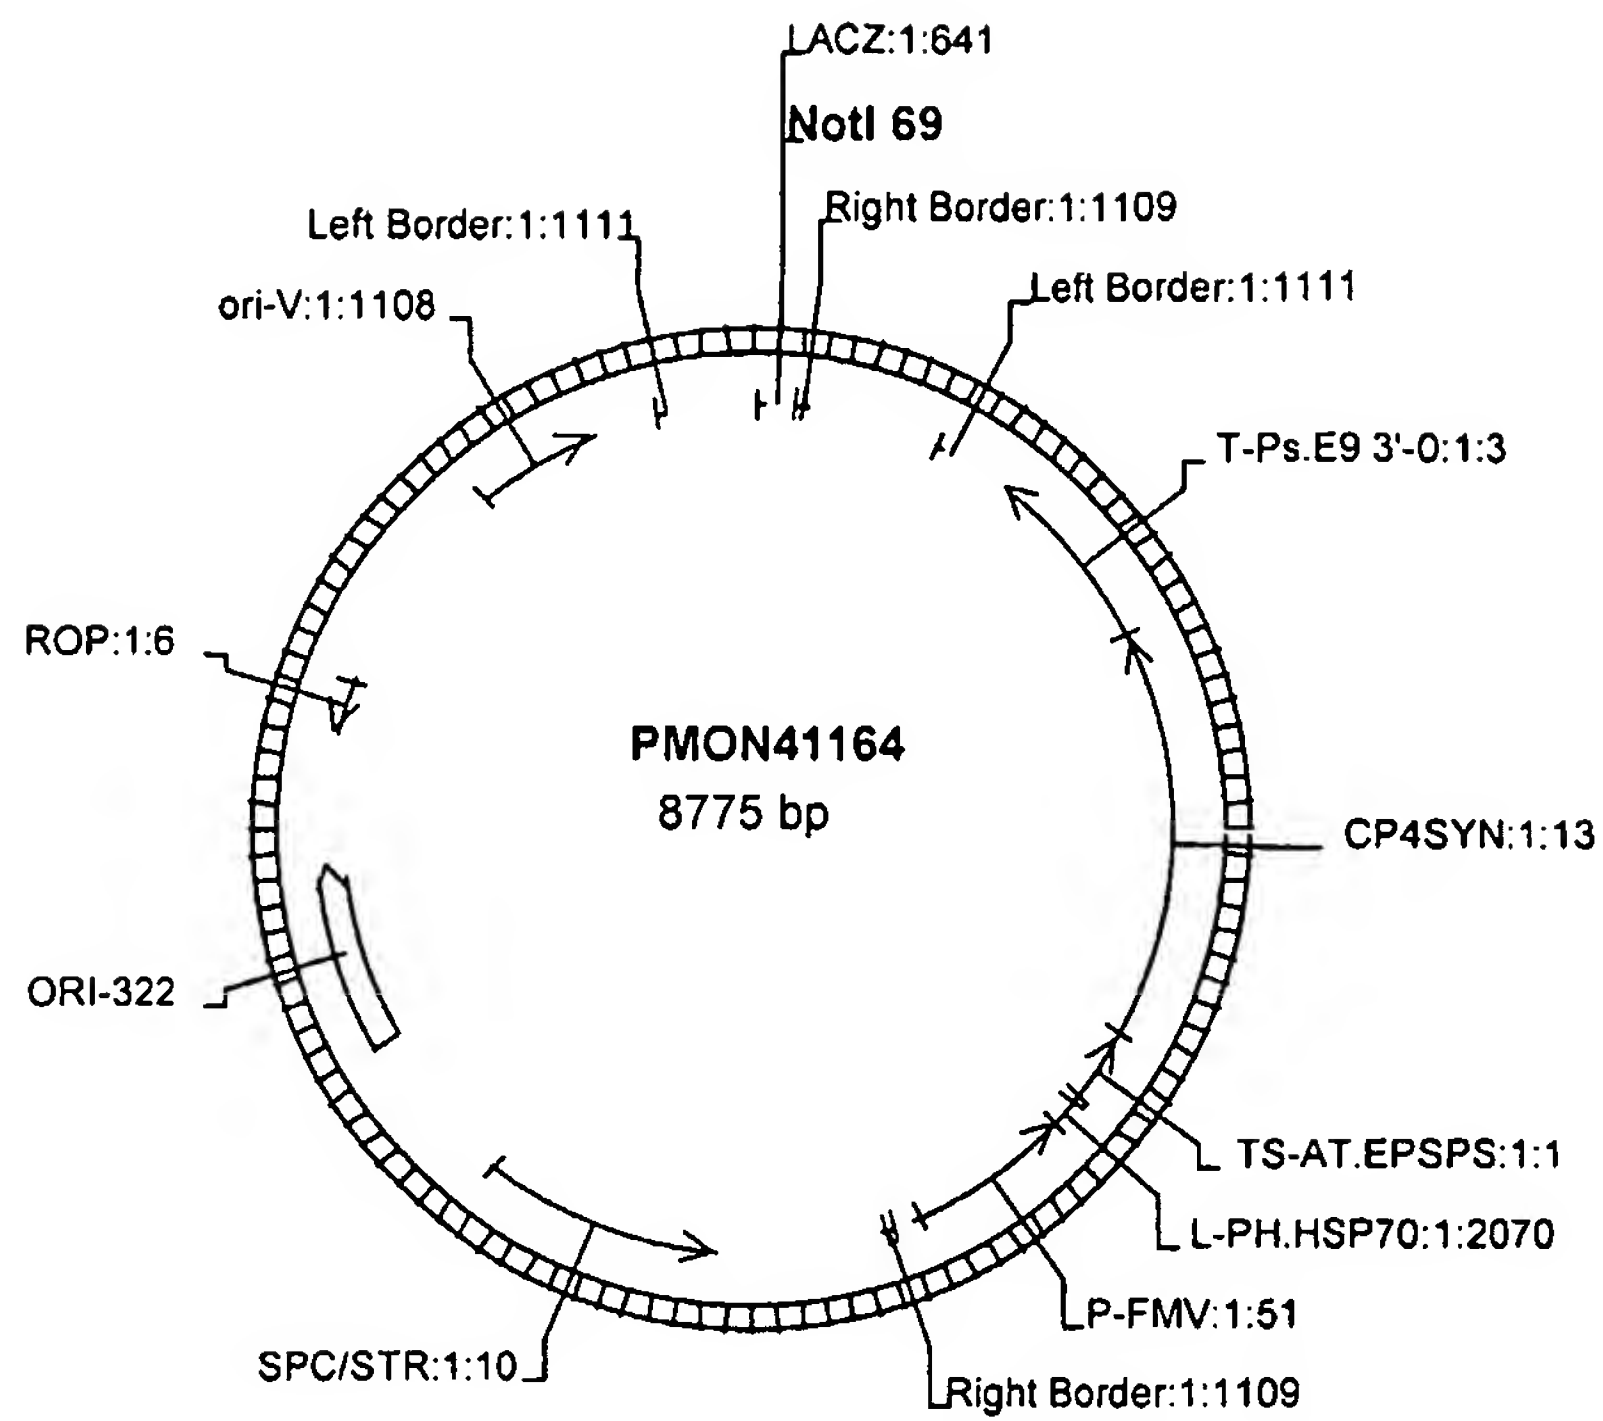 LACZ:1:641
NotI 69
Right Border:1:1109
Left Border:1:1111
Left Border:1:1111
ori-V:1:1108
T-Ps.E9 3'-0:1:3
ROP:1:6
PMON41164
8775 bp
CP4SYN:1:13
ORI-322
TS-AT.EPSPS:1:1
L-PH.HSP70:1:2070
P-FMV:1:51
SPC/STR:1:10
Right Border:1:1109